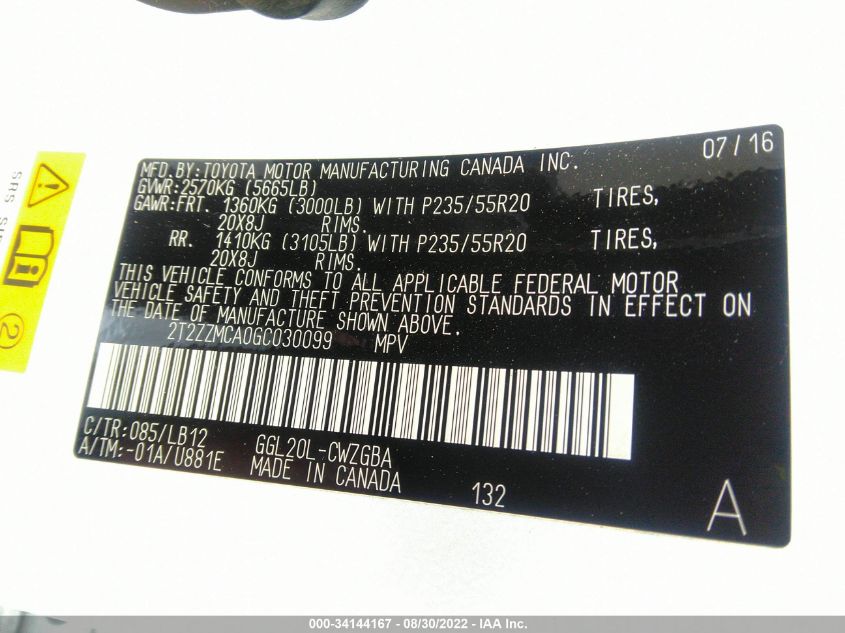 07/16
MFD.BY:TOYOTA MOTOR MANUFACTURING CANADA INC.
GVWR:2570KG (5665LB)
GAWR:FRT. 1360KG (3000LB) WITH P235/55R20 TIRES,
20X8J RIMS.
RR. 1410KG (3105LB) WITH P235/55R20 TIRES,
20X8J RIMS.
THIS VEHICLE CONFORMS TO ALL APPLICABLE FEDERAL MOTOR
VEHICLE SAFETY AND THEFT PREVENTION STANDARDS IN EFFECT ON
THE DATE OF MANUFACTURE SHOWN ABOVE.
2T2ZZMCA0GC030099 MPV
C/TR:085/LB12
A/TM:-01A/U881E
GGL20L-CWZGBA
MADE IN CANADA
132
A
SRS
2
000-34144167 - 08/30/2022 - IAA Inc.